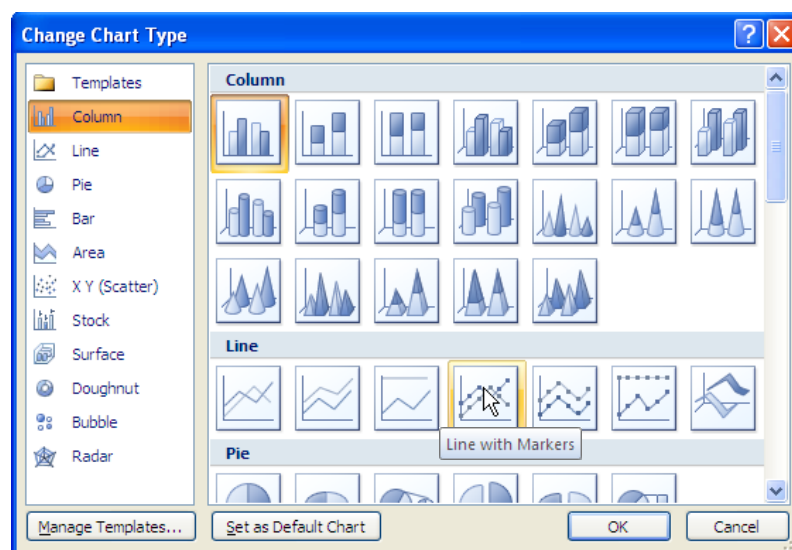 Change Chart Type
?
Templates
Column
Line
Pie
Bar
Area
X Y (Scatter)
Stock
Surface
Doughnut
Bubble
Radar
Column
Line
Line with Markers
Pie
Manage Templates...
Set as Default Chart
OK
Cancel